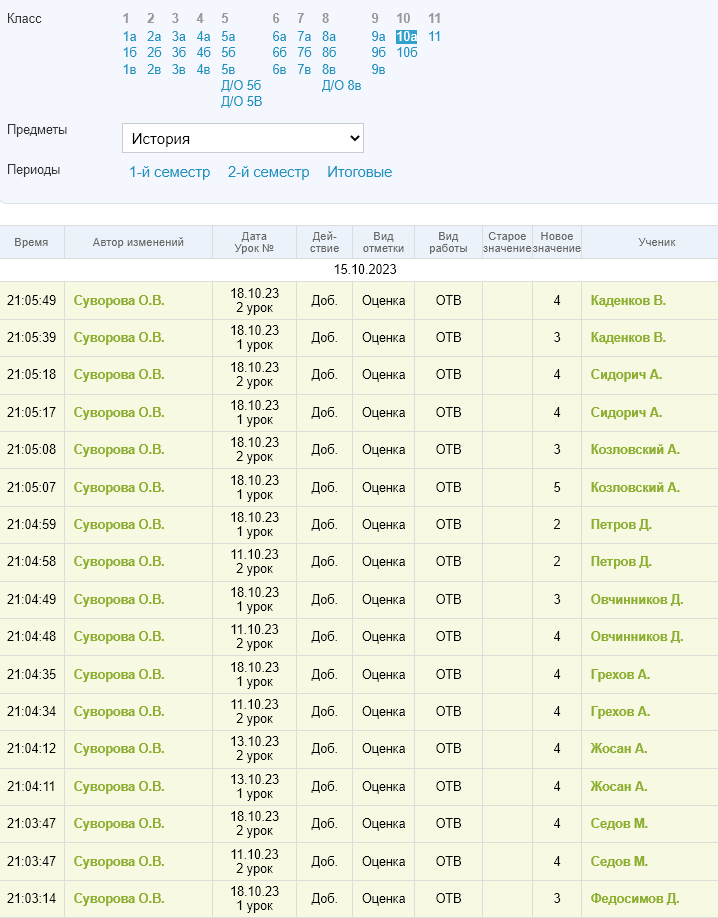 Класс
1 2 3 4 5 6 7 8 9 10 11
1а 2а 3а 4а 5а 6а 7а 8а 9а 10а 11
1б 2б 3б 4б 5б 6б 7б 8б 9б 10б
1в 2в 3в 4в 5в 6в 7в 8в 9в
Д/О 5б Д/О 8в
Д/О 5В
Предметы История
Периоды 1-й семестр 2-й семестр Итоговые
Время Автор изменений Дата Урок № Дей- ствие Вид отметки Вид работы Старое значение Новое значение Ученик
15.10.2023
21:05:49 Суворова О.В. 18.10.23 2 урок Доб. Оценка ОТВ 4 Каденков В.
21:05:39 Суворова О.В. 18.10.23 1 урок Доб. Оценка ОТВ 3 Каденков В.
21:05:18 Суворова О.В. 18.10.23 2 урок Доб. Оценка ОТВ 4 Сидорич А.
21:05:17 Суворова О.В. 18.10.23 1 урок Доб. Оценка ОТВ 4 Сидорич А.
21:05:08 Суворова О.В. 18.10.23 2 урок Доб. Оценка ОТВ 3 Козловский А.
21:05:07 Суворова О.В. 18.10.23 1 урок Доб. Оценка ОТВ 5 Козловский А.
21:04:59 Суворова О.В. 18.10.23 1 урок Доб. Оценка ОТВ 2 Петров Д.
21:04:58 Суворова О.В. 11.10.23 2 урок Доб. Оценка ОТВ 2 Петров Д.
21:04:49 Суворова О.В. 18.10.23 1 урок Доб. Оценка ОТВ 3 Овчинников Д.
21:04:48 Суворова О.В. 11.10.23 2 урок Доб. Оценка ОТВ 4 Овчинников Д.
21:04:35 Суворова О.В. 18.10.23 1 урок Доб. Оценка ОТВ 4 Грехов А.
21:04:34 Суворова О.В. 11.10.23 2 урок Доб. Оценка ОТВ 4 Грехов А.
21:04:12 Суворова О.В. 13.10.23 2 урок Доб. Оценка ОТВ 4 Жосан А.
21:04:11 Суворова О.В. 13.10.23 1 урок Доб. Оценка ОТВ 4 Жосан А.
21:03:47 Суворова О.В. 18.10.23 2 урок Доб. Оценка ОТВ 4 Седов М.
21:03:47 Суворова О.В. 11.10.23 2 урок Доб. Оценка ОТВ 4 Седов М.
21:03:14 Суворова О.В. 18.10.23 1 урок Доб. Оценка ОТВ 3 Федосимов Д.